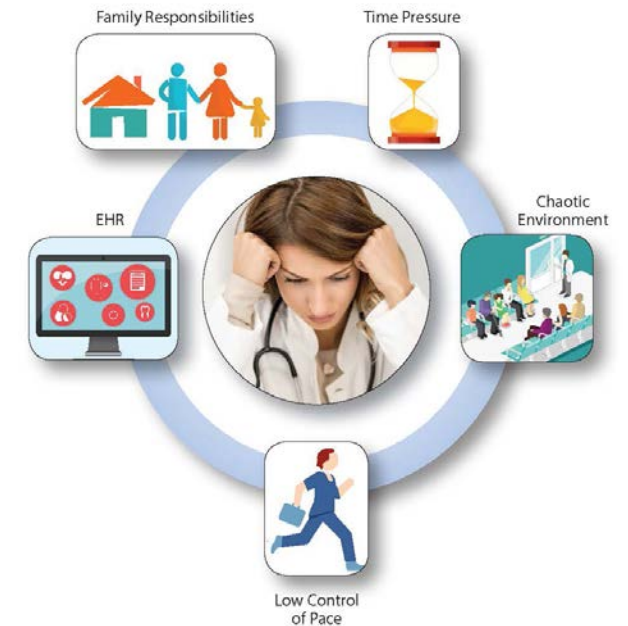 Family Responsibilities
Time Pressure
EHR
Chaotic
Environment
Low Control
of Pace